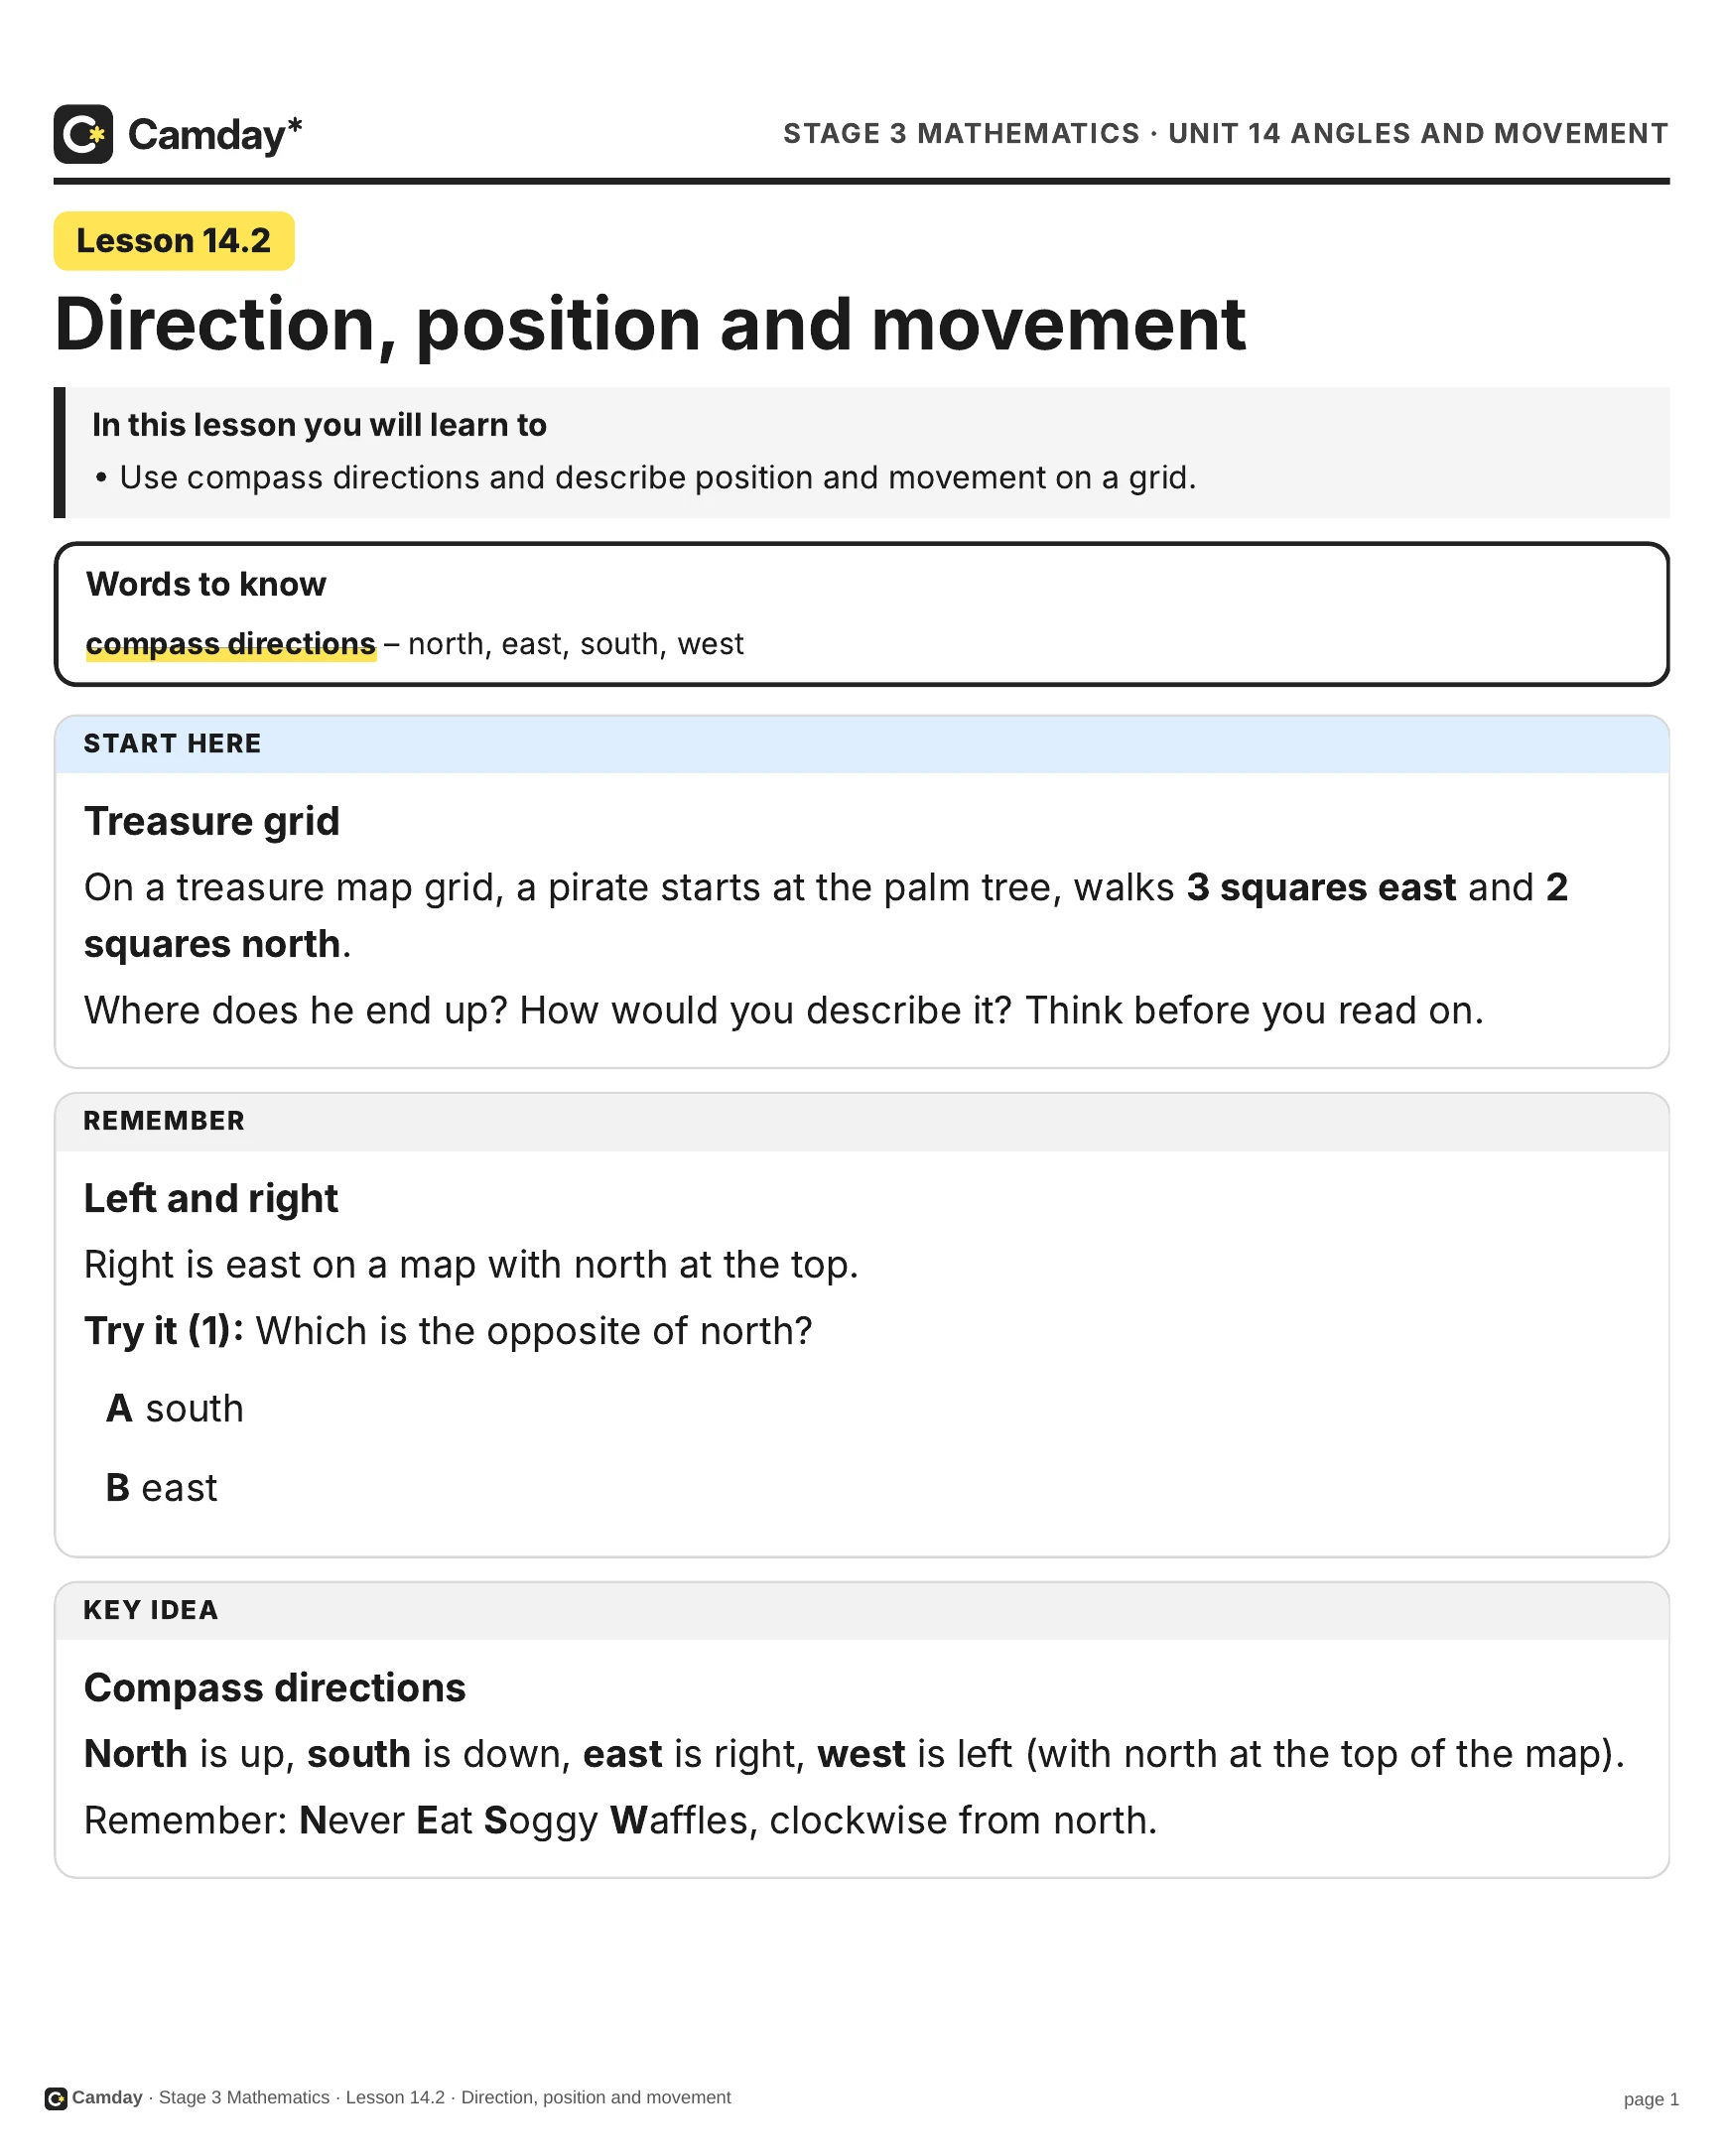 Camday*
STAGE 3 MATHEMATICS · UNIT 14 ANGLES AND MOVEMENT
Lesson 14.2
Direction, position and movement
In this lesson you will learn to
• Use compass directions and describe position and movement on a grid.
Words to know
compass directions – north, east, south, west
START HERE
Treasure grid
On a treasure map grid, a pirate starts at the palm tree, walks 3 squares east and 2
squares north.
Where does he end up? How would you describe it? Think before you read on.
REMEMBER
Left and right
Right is east on a map with north at the top.
Try it (1): Which is the opposite of north?
A south
B east
KEY IDEA
Compass directions
North is up, south is down, east is right, west is left (with north at the top of the map).
Remember: Never Eat Soggy Waffles, clockwise from north.
Camday · Stage 3 Mathematics · Lesson 14.2 · Direction, position and movement
page 1